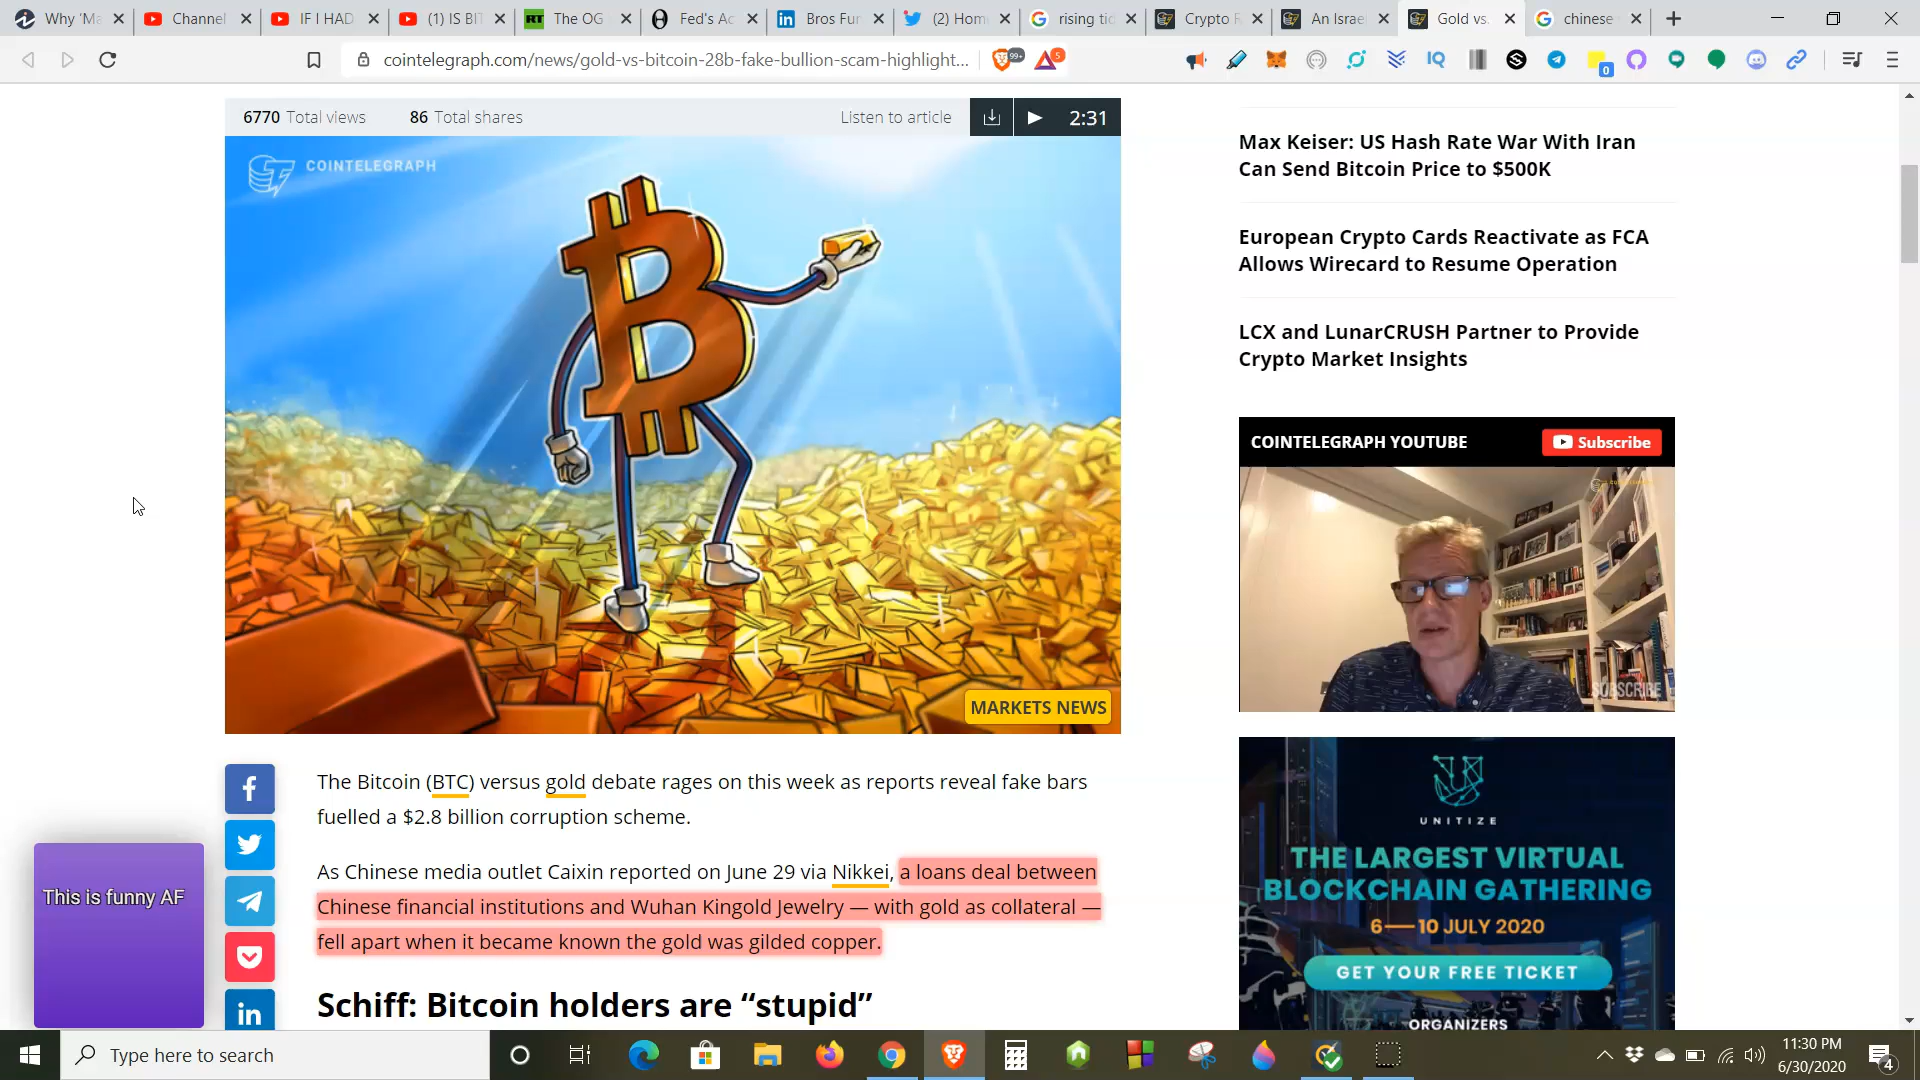 Why 'Ma
Channel
IF I HAD
(1) IS BI
RT
The OG
Fed's Ac
Bros Fur
(2) Hom
rising tid
Crypto R
An Israe
Gold vs.
chinese
cointelegraph.com/news/gold-vs-bitcoin-28b-fake-bullion-scam-highlight...
99+
5
IQ
0
6770 Total views
86 Total shares
Listen to article
2:31
COINTELEGRAPH
MARKETS NEWS
The Bitcoin (BTC) versus gold debate rages on this week as reports reveal fake bars
fuelled a $2.8 billion corruption scheme.
As Chinese media outlet Caixin reported on June 29 via Nikkei, a loans deal between
Chinese financial institutions and Wuhan Kingold Jewelry — with gold as collateral —
fell apart when it became known the gold was gilded copper.
Schiff: Bitcoin holders are “stupid”
This is funny AF
Max Keiser: US Hash Rate War With Iran
Can Send Bitcoin Price to $500K
European Crypto Cards Reactivate as FCA
Allows Wirecard to Resume Operation
LCX and LunarCRUSH Partner to Provide
Crypto Market Insights
COINTELEGRAPH YOUTUBE
Subscribe
SUBSCRIBE
UNITIZE
THE LARGEST VIRTUAL
BLOCKCHAIN GATHERING
6—10 JULY 2020
GET YOUR FREE TICKET
ORGANIZERS
Type here to search
11:30 PM
6/30/2020
4